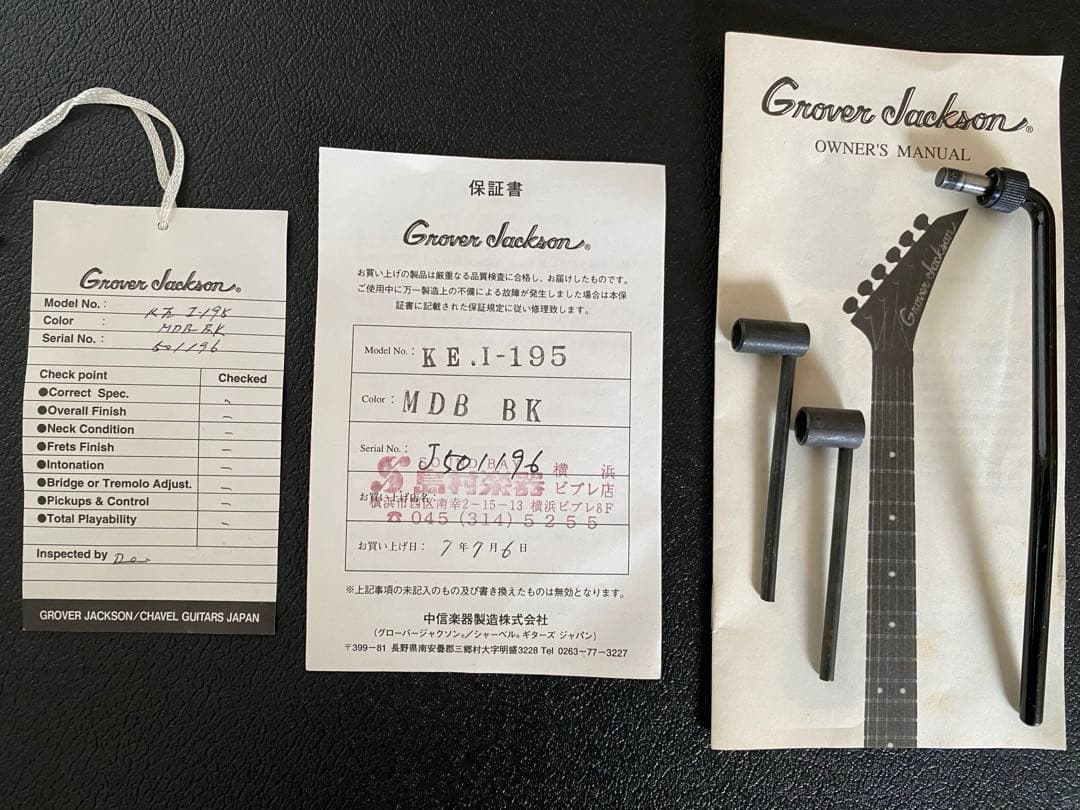 Grover Jackson®
Model No. : KE I-195
Color : MDB BK
Serial No. : 501196
Check point Checked
●Correct Spec.
●Overall Finish
●Neck Condition
●Frets Finish
●Intonation
●Bridge or Tremolo Adjust.
●Pickups & Control
●Total Playability
Inspected by
GROVER JACKSON/CHAVEL GUITARS JAPAN
保証書
Grover Jackson®
お買い上げの製品は厳重なる品質検査に合格し、お届けしたものです。
ご使用中に万一製造上の不備による故障が発生しました場合は本保
証書に記載された保証規定に従い修理致します。
Model No. : KE.I-195
Color : MDB BK
Serial No. : J501196
SOUND BAY 横浜
島村楽器 ビブレ店
お買い上げ店名:
横浜市西区南幸2-15-13 横浜ビブレ8F
☎ 045 (314) 5255
お買い上げ日: 7年7月6日
※上記事項の未記入のもの及び書き換えたものは無効となります。
中信楽器製造株式会社
(グローバージャクソン®/シャーベル® ギターズ ジャパン)
〒399-81 長野県南安曇郡三郷村大字明盛3228 Tel 0263-77-3227
Grover Jackson®
OWNER'S MANUAL
Grover Jackson